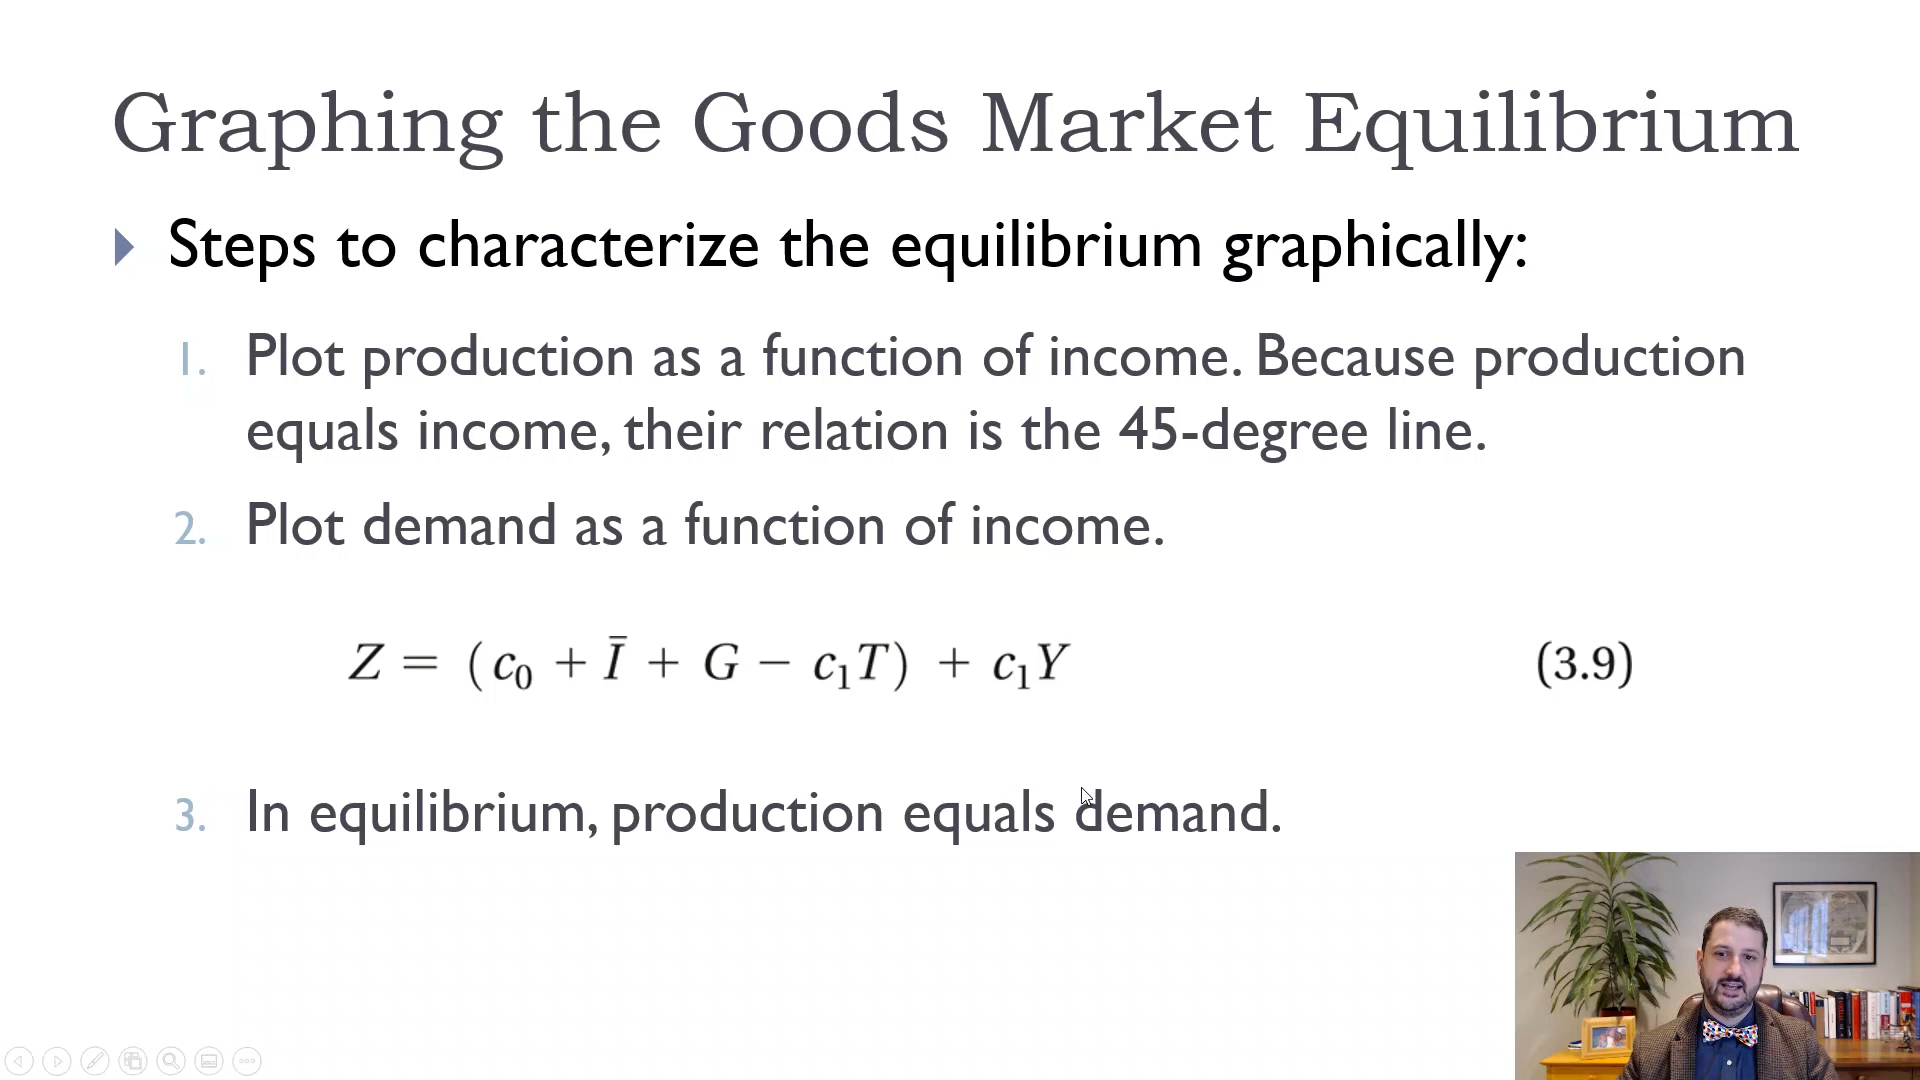 Graphing the Goods Market Equilibrium
Steps to characterize the equilibrium graphically:
1. Plot production as a function of income. Because production
equals income, their relation is the 45-degree line.
2. Plot demand as a function of income.
Z = (c₀ + Ī + G − c₁T) + c₁Y (3.9)
3. In equilibrium, production equals demand.